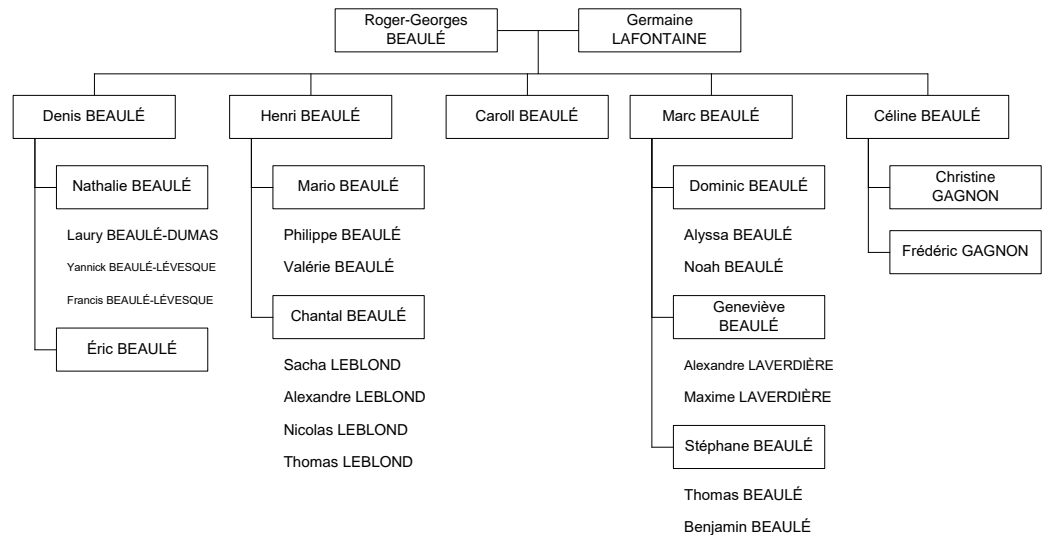 Roger-Georges
BEAULÉ
Germaine
LAFONTAINE
Denis BEAULÉ
Henri BEAULÉ
Caroll BEAULÉ
Marc BEAULÉ
Céline BEAULÉ
Nathalie BEAULÉ
Laury BEAULÉ-DUMAS
Yannick BEAULÉ-LÉVESQUE
Francis BEAULÉ-LÉVESQUE
Éric BEAULÉ
Mario BEAULÉ
Philippe BEAULÉ
Valérie BEAULÉ
Chantal BEAULÉ
Sacha LEBLOND
Alexandre LEBLOND
Nicolas LEBLOND
Thomas LEBLOND
Dominic BEAULÉ
Alyssa BEAULÉ
Noah BEAULÉ
Geneviève
BEAULÉ
Alexandre LAVERDIÈRE
Maxime LAVERDIÈRE
Stéphane BEAULÉ
Thomas BEAULÉ
Benjamin BEAULÉ
Christine
GAGNON
Frédéric GAGNON